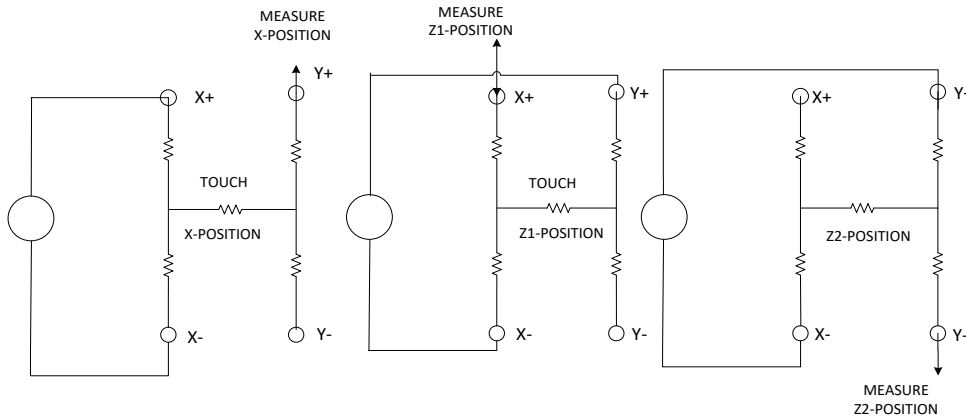 MEASURE
X-POSITION
X+
Y+
TOUCH
X-POSITION
X-
Y-
MEASURE
Z1-POSITION
X+
Y+
TOUCH
Z1-POSITION
X-
Y-
X+
Y-
Z2-POSITION
X-
Y-
MEASURE
Z2-POSITION